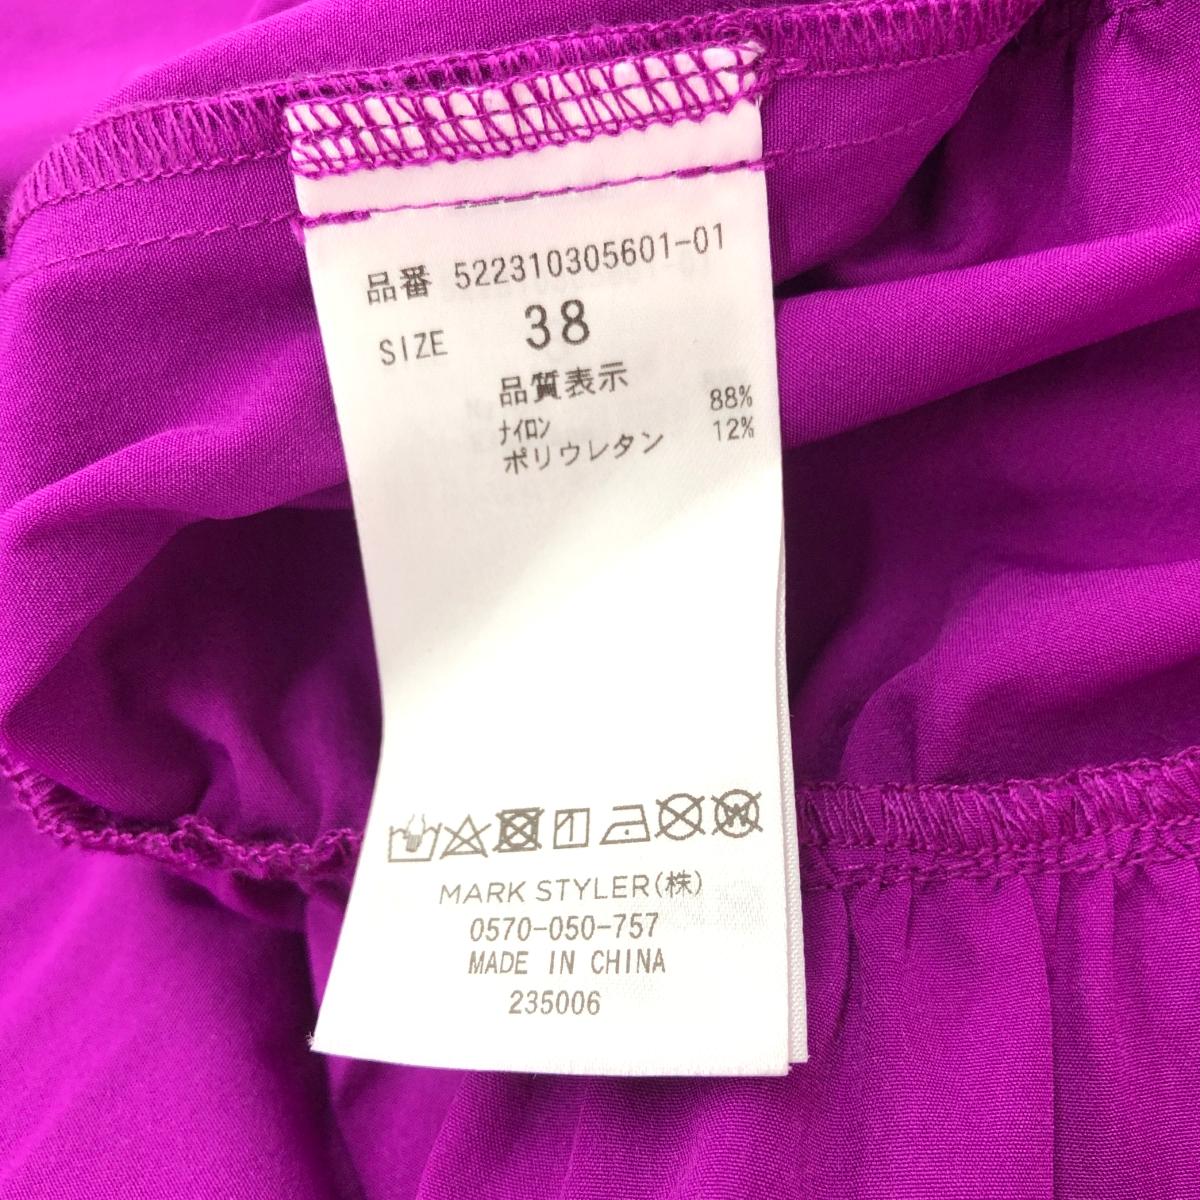 品番 522310305601-01
SIZE 38
品質表示
ﾅｲﾛﾝ 88%
ポリウレタン 12%
MARK STYLER(株)
0570-050-757
MADE IN CHINA
235006